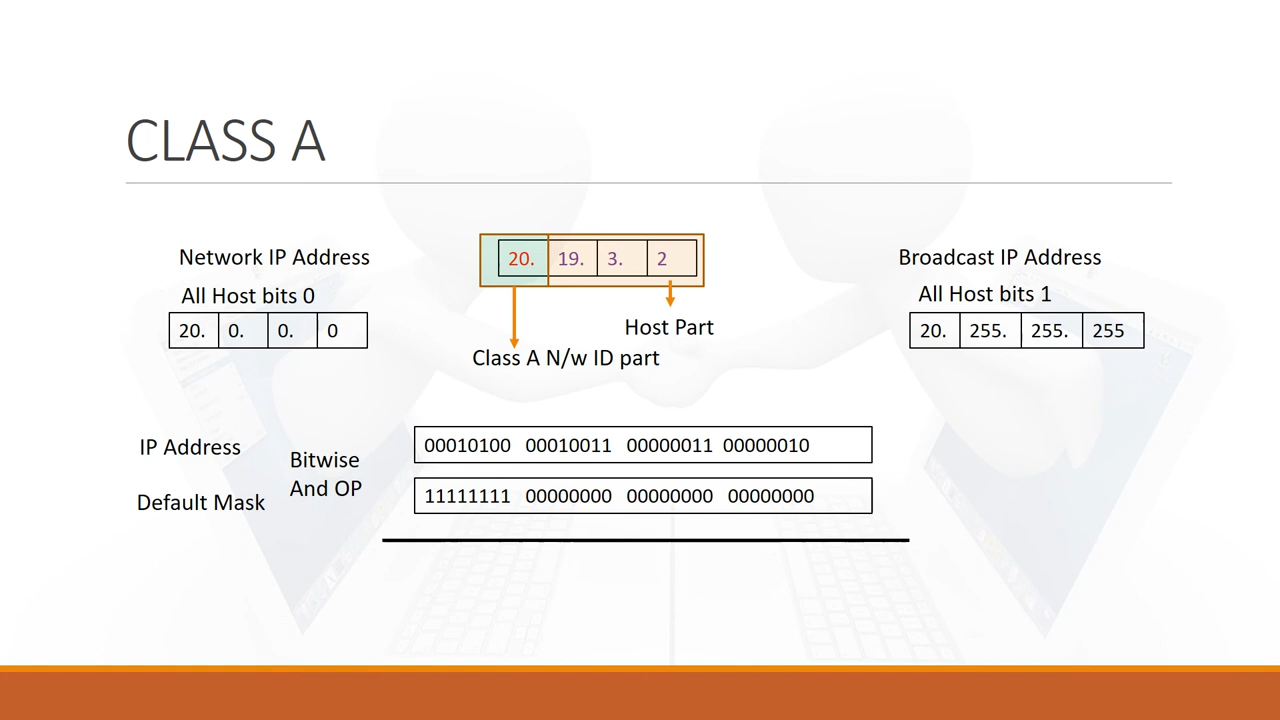 CLASS A
Network IP Address
All Host bits 0
20. 0. 0. 0
20. 19. 3. 2
Host Part
Class A N/w ID part
Broadcast IP Address
All Host bits 1
20. 255. 255. 255
IP Address
Default Mask
Bitwise
And OP
00010100 00010011 00000011 00000010
11111111 00000000 00000000 00000000